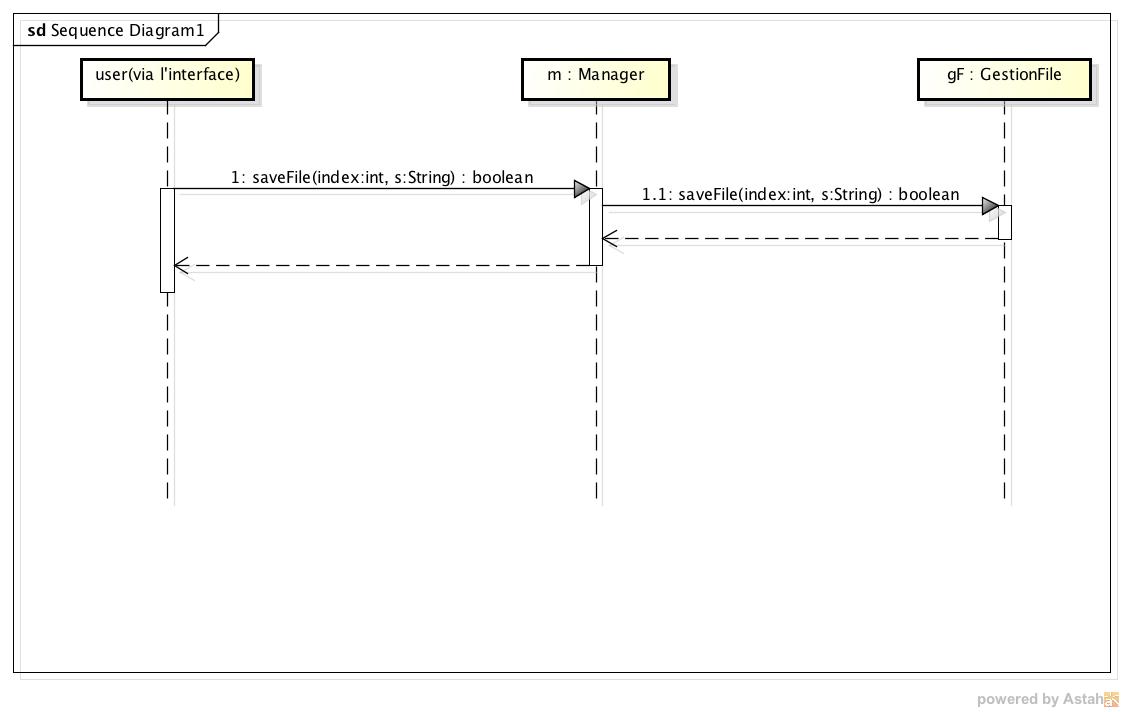 sd Sequence Diagram1
user(via l'interface)
m : Manager
gF : GestionFile
1: saveFile(index:int, s:String) : boolean
1.1: saveFile(index:int, s:String) : boolean
powered by Astah